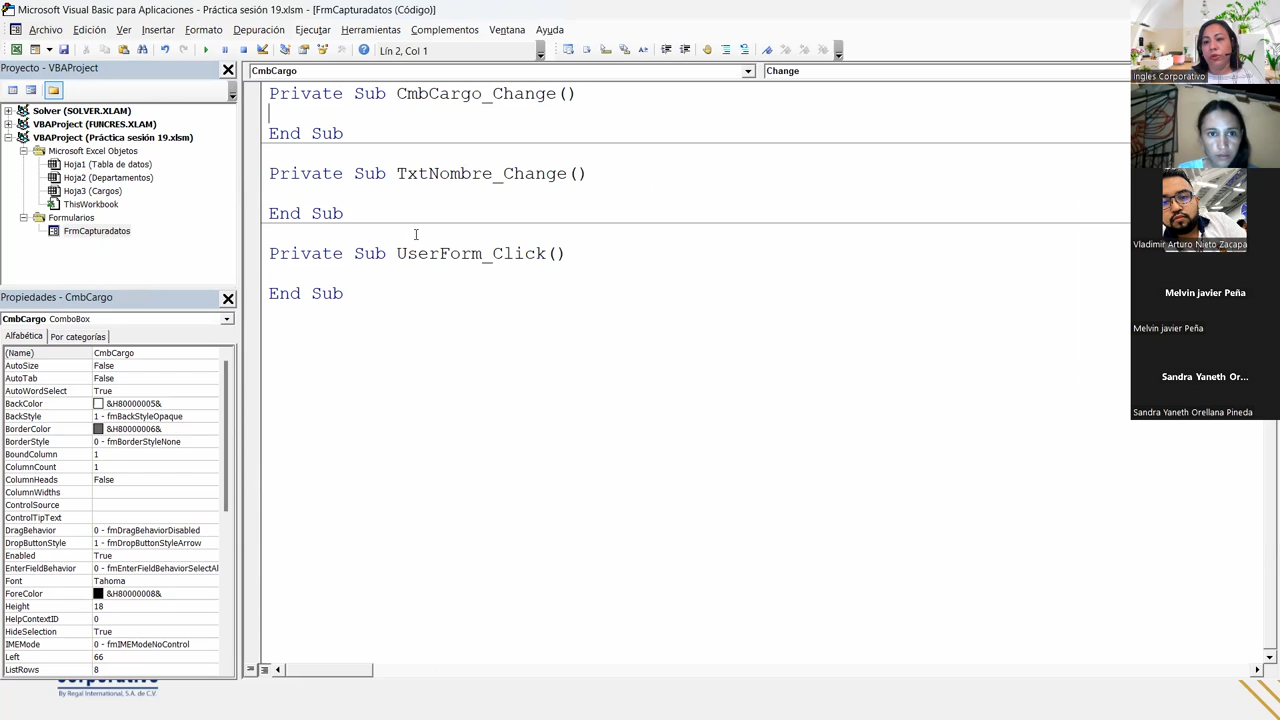 Microsoft Visual Basic para Aplicaciones - Práctica sesión 19.xlsm - [FrmCapturadatos (Código)]
Archivo Edición Ver Insertar Formato Depuración Ejecutar Herramientas Complementos Ventana Ayuda
Lín 2, Col 1
Proyecto - VBAProject
Solver (SOLVER.XLAM)
VBAProject (FUNCRES.XLAM)
VBAProject (Práctica sesión 19.xlsm)
Microsoft Excel Objetos
Hoja1 (Tabla de datos)
Hoja2 (Departamentos)
Hoja3 (Cargos)
ThisWorkbook
Formularios
FrmCapturadatos
Propiedades - CmbCargo
CmbCargo ComboBox
Alfabética Por categorías
(Name) CmbCargo
AutoSize False
AutoTab False
AutoWordSelect True
BackColor &H80000005&
BackStyle 1 - fmBackStyleOpaque
BorderColor &H80000006&
BorderStyle 0 - fmBorderStyleNone
BoundColumn 1
ColumnCount 1
ColumnHeads False
ColumnWidths
ControlSource
ControlTipText
DragBehavior 0 - fmDragBehaviorDisabled
DropButtonStyle 1 - fmDropButtonStyleArrow
Enabled True
EnterFieldBehavior 0 - fmEnterFieldBehaviorSelectAl
Font Tahoma
ForeColor &H80000008&
Height 18
HelpContextID 0
HideSelection True
IMEMode 0 - fmIMEModeNoControl
Left 66
ListRows 8
CmbCargo Change
Private Sub CmbCargo_Change()
End Sub
Private Sub TxtNombre_Change()
End Sub
Private Sub UserForm_Click()
End Sub
Ingles Corporativo
Vladimir Arturo Nieto Zacapa
Melvin javier Peña
Melvin javier Peña
Sandra Yaneth Or...
Sandra Yaneth Orellana Pineda
By Regal International, S.A. de C.V.